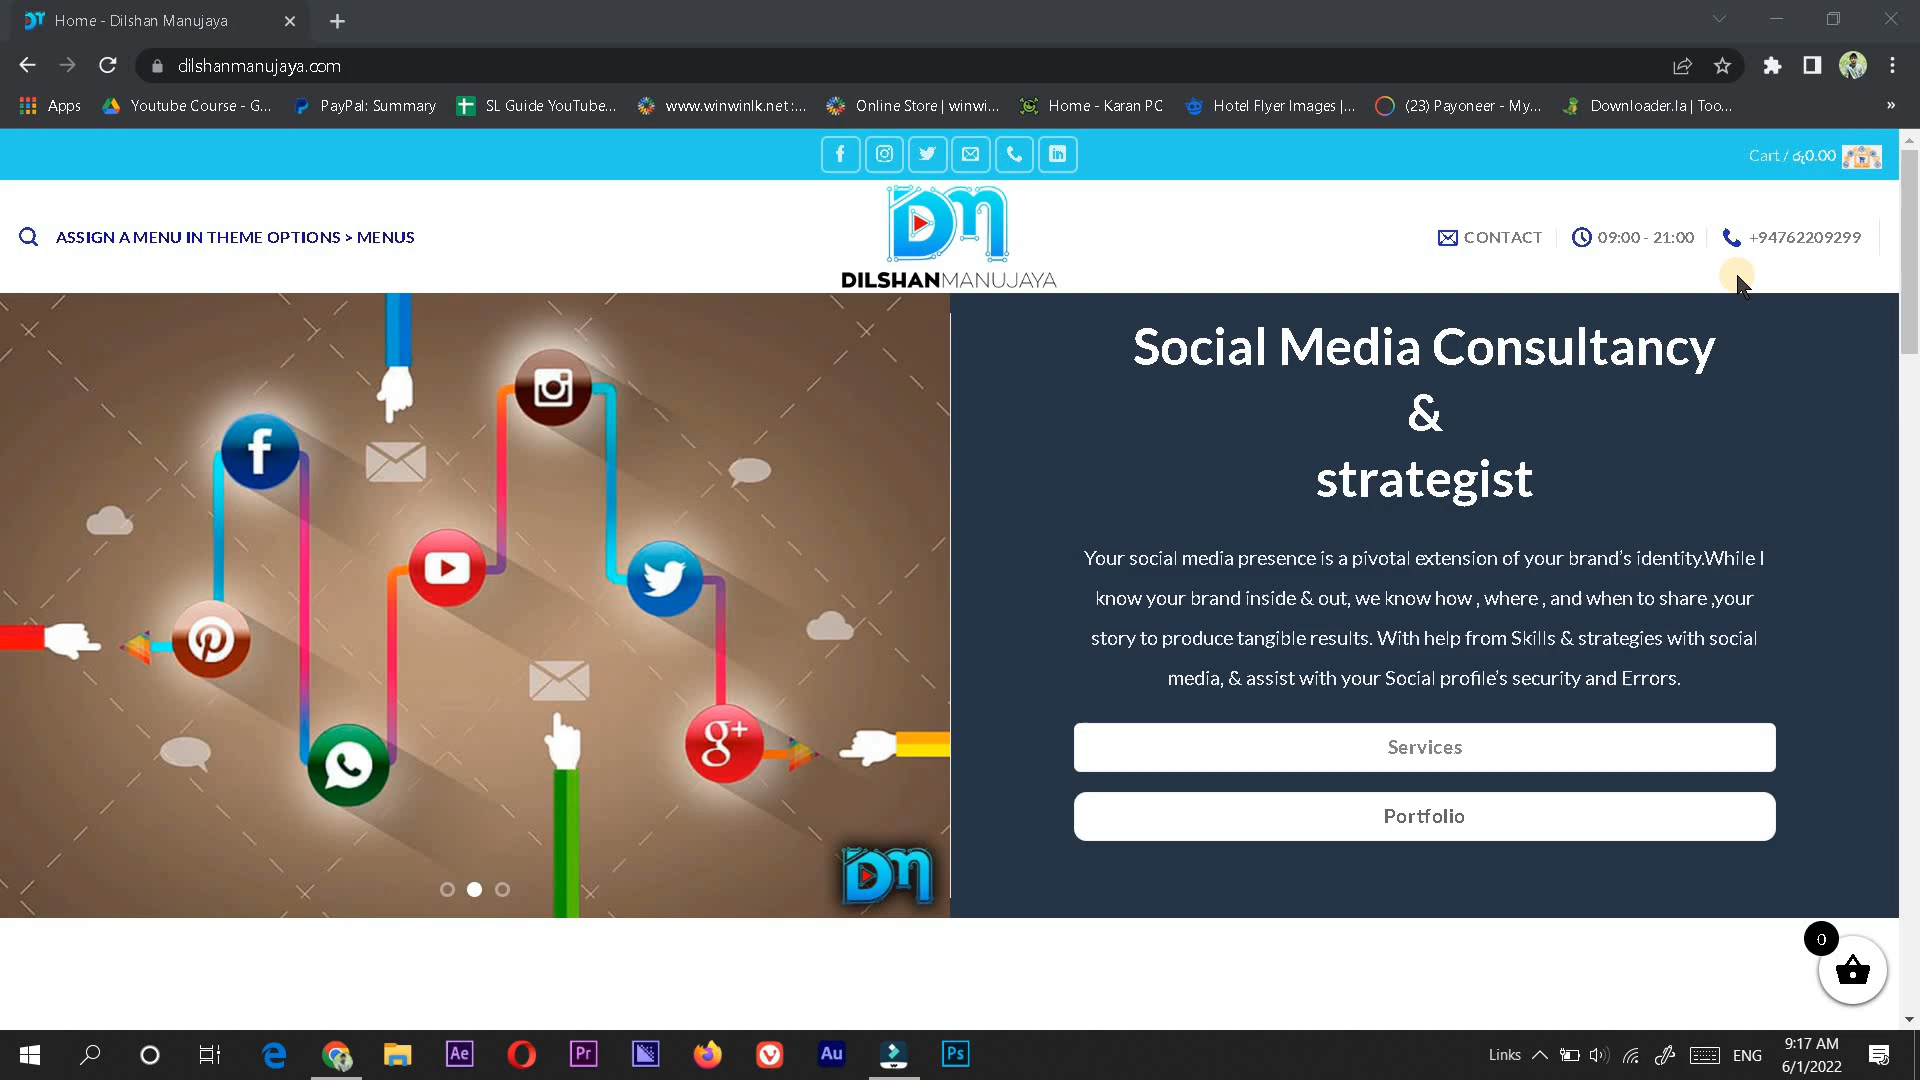 Home - Dilshan Manujaya
dilshanmanujaya.com
Apps
Youtube Course - G...
PayPal: Summary
SL Guide YouTube...
www.winwinlk.net :...
Online Store | winwi...
Home - Karan PC
Hotel Flyer Images |...
(23) Payoneer - My...
Downloader.la | Too...
»
Cart / රු0.00
ASSIGN A MENU IN THEME OPTIONS > MENUS
DILSHANMANUJAYA
CONTACT
09:00 - 21:00
+94762209299
Social Media Consultancy
&
strategist
Your social media presence is a pivotal extension of your brand’s identity.While I
know your brand inside & out, we know how , where , and when to share ,your
story to produce tangible results. With help from Skills & strategies with social
media, & assist with your Social profile’s security and Errors.
Services
Portfolio
g+
DM
0
Ae
Pr
Au
Ps
Links
ENG
9:17 AM
6/1/2022